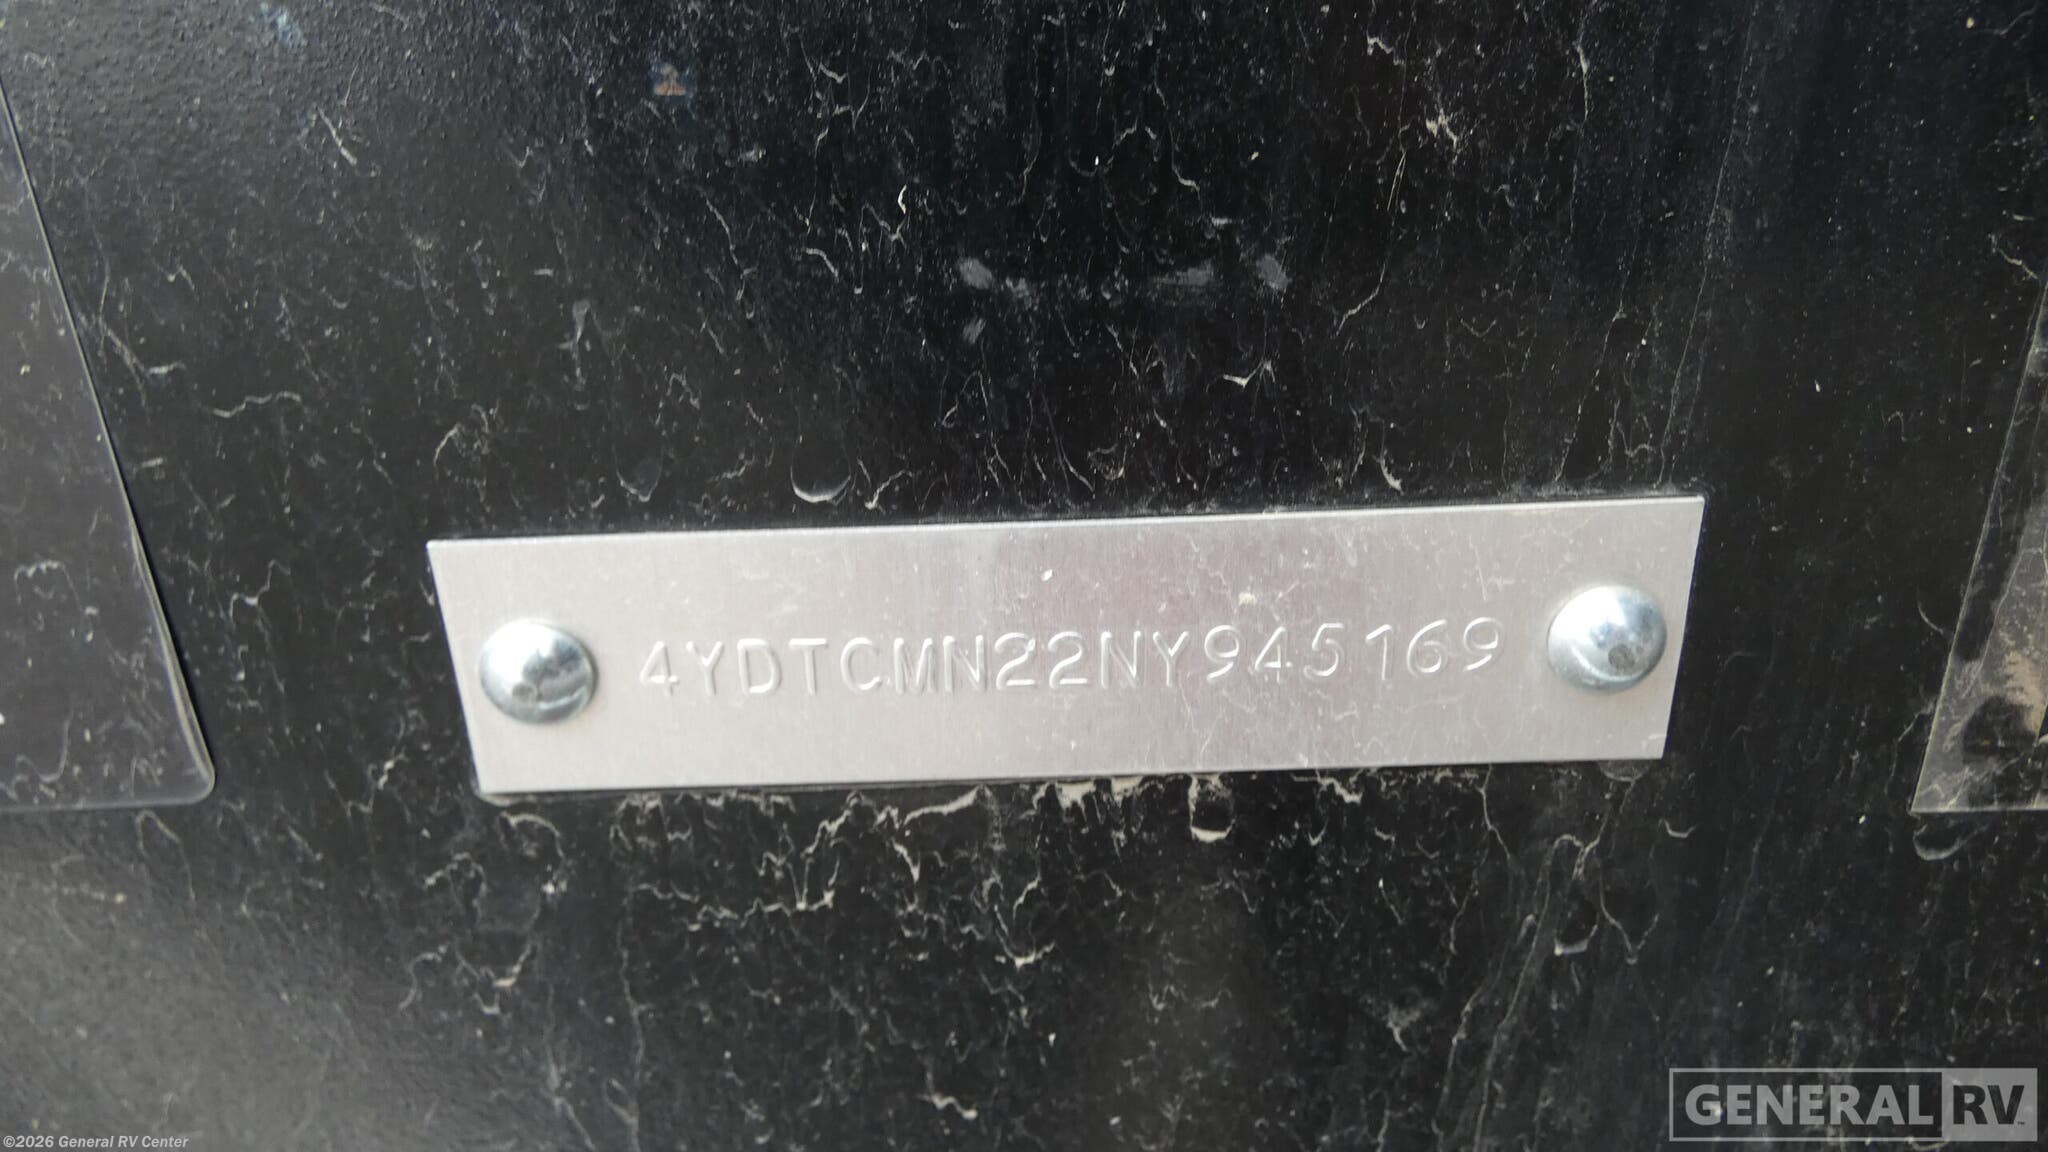 4YDTCMN22NY945169
GENERAL RV
©2026 General RV Center